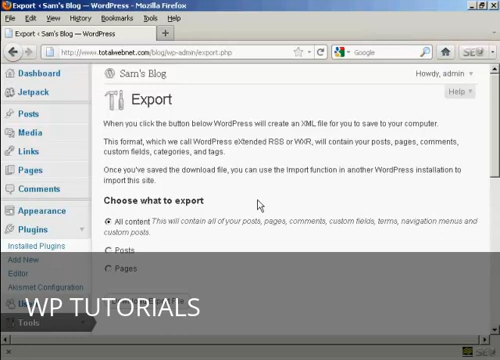 Export ‹ Sam's Blog — WordPress - Mozilla Firefox
File Edit View History Bookmarks Tools Help
Export ‹ Sam's Blog — WordPress
http://www.totalwebnet.com/blog/wp-admin/export.php
Google
Sam's Blog
Howdy, admin
Help
Dashboard
Jetpack
Posts
Media
Links
Pages
Comments
Appearance
Plugins
Installed Plugins
Add New
Editor
Akismet Configuration
Tools
Export
When you click the button below WordPress will create an XML file for you to save to your computer.
This format, which we call WordPress eXtended RSS or WXR, will contain your posts, pages, comments,
custom fields, categories, and tags.
Once you've saved the download file, you can use the Import function in another WordPress installation to
import this site.
Choose what to export
All content This will contain all of your posts, pages, comments, custom fields, terms, navigation menus and
custom posts.
Posts
Pages
WP TUTORIALS